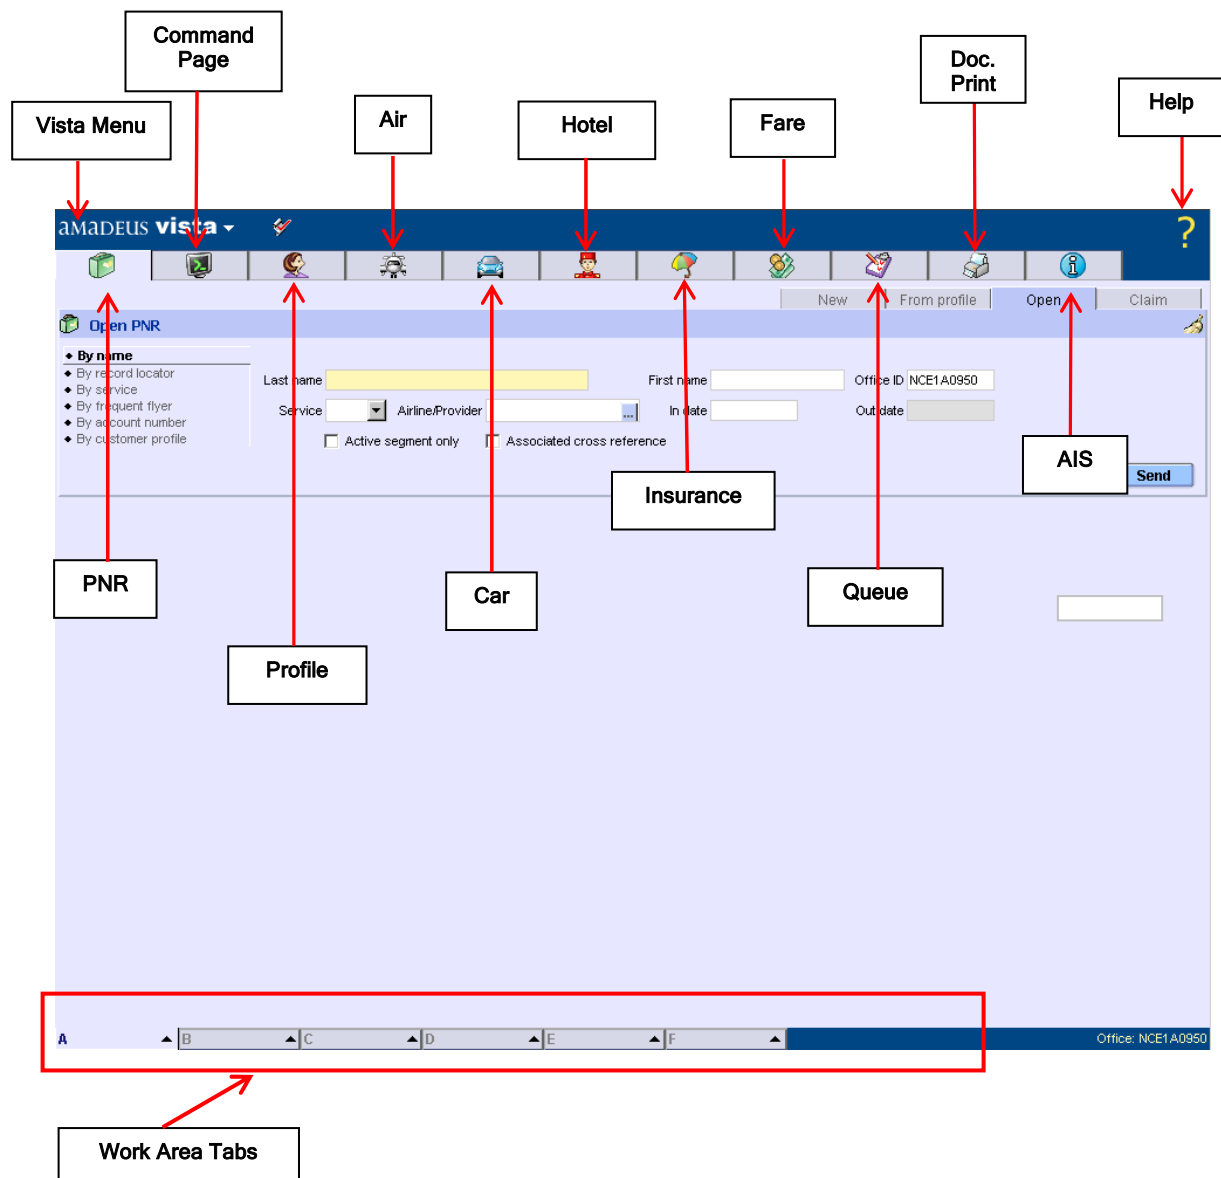 Command
Page
Doc.
Print
Vista Menu
Air
Hotel
Fare
Help
aMaDEUS vista
?
New
From profile
Open
Claim
Open PNR
By name
By record locator
By service
By frequent flyer
By account number
By customer profile
Last name
First name
Office ID NCE1A0950
Service
Airline/Provider
...
In date
Out date
Active segment only
Associated cross reference
AIS
Send
Insurance
PNR
Car
Queue
Profile
A
B
C
D
E
F
Office: NCE1A0950
Work Area Tabs